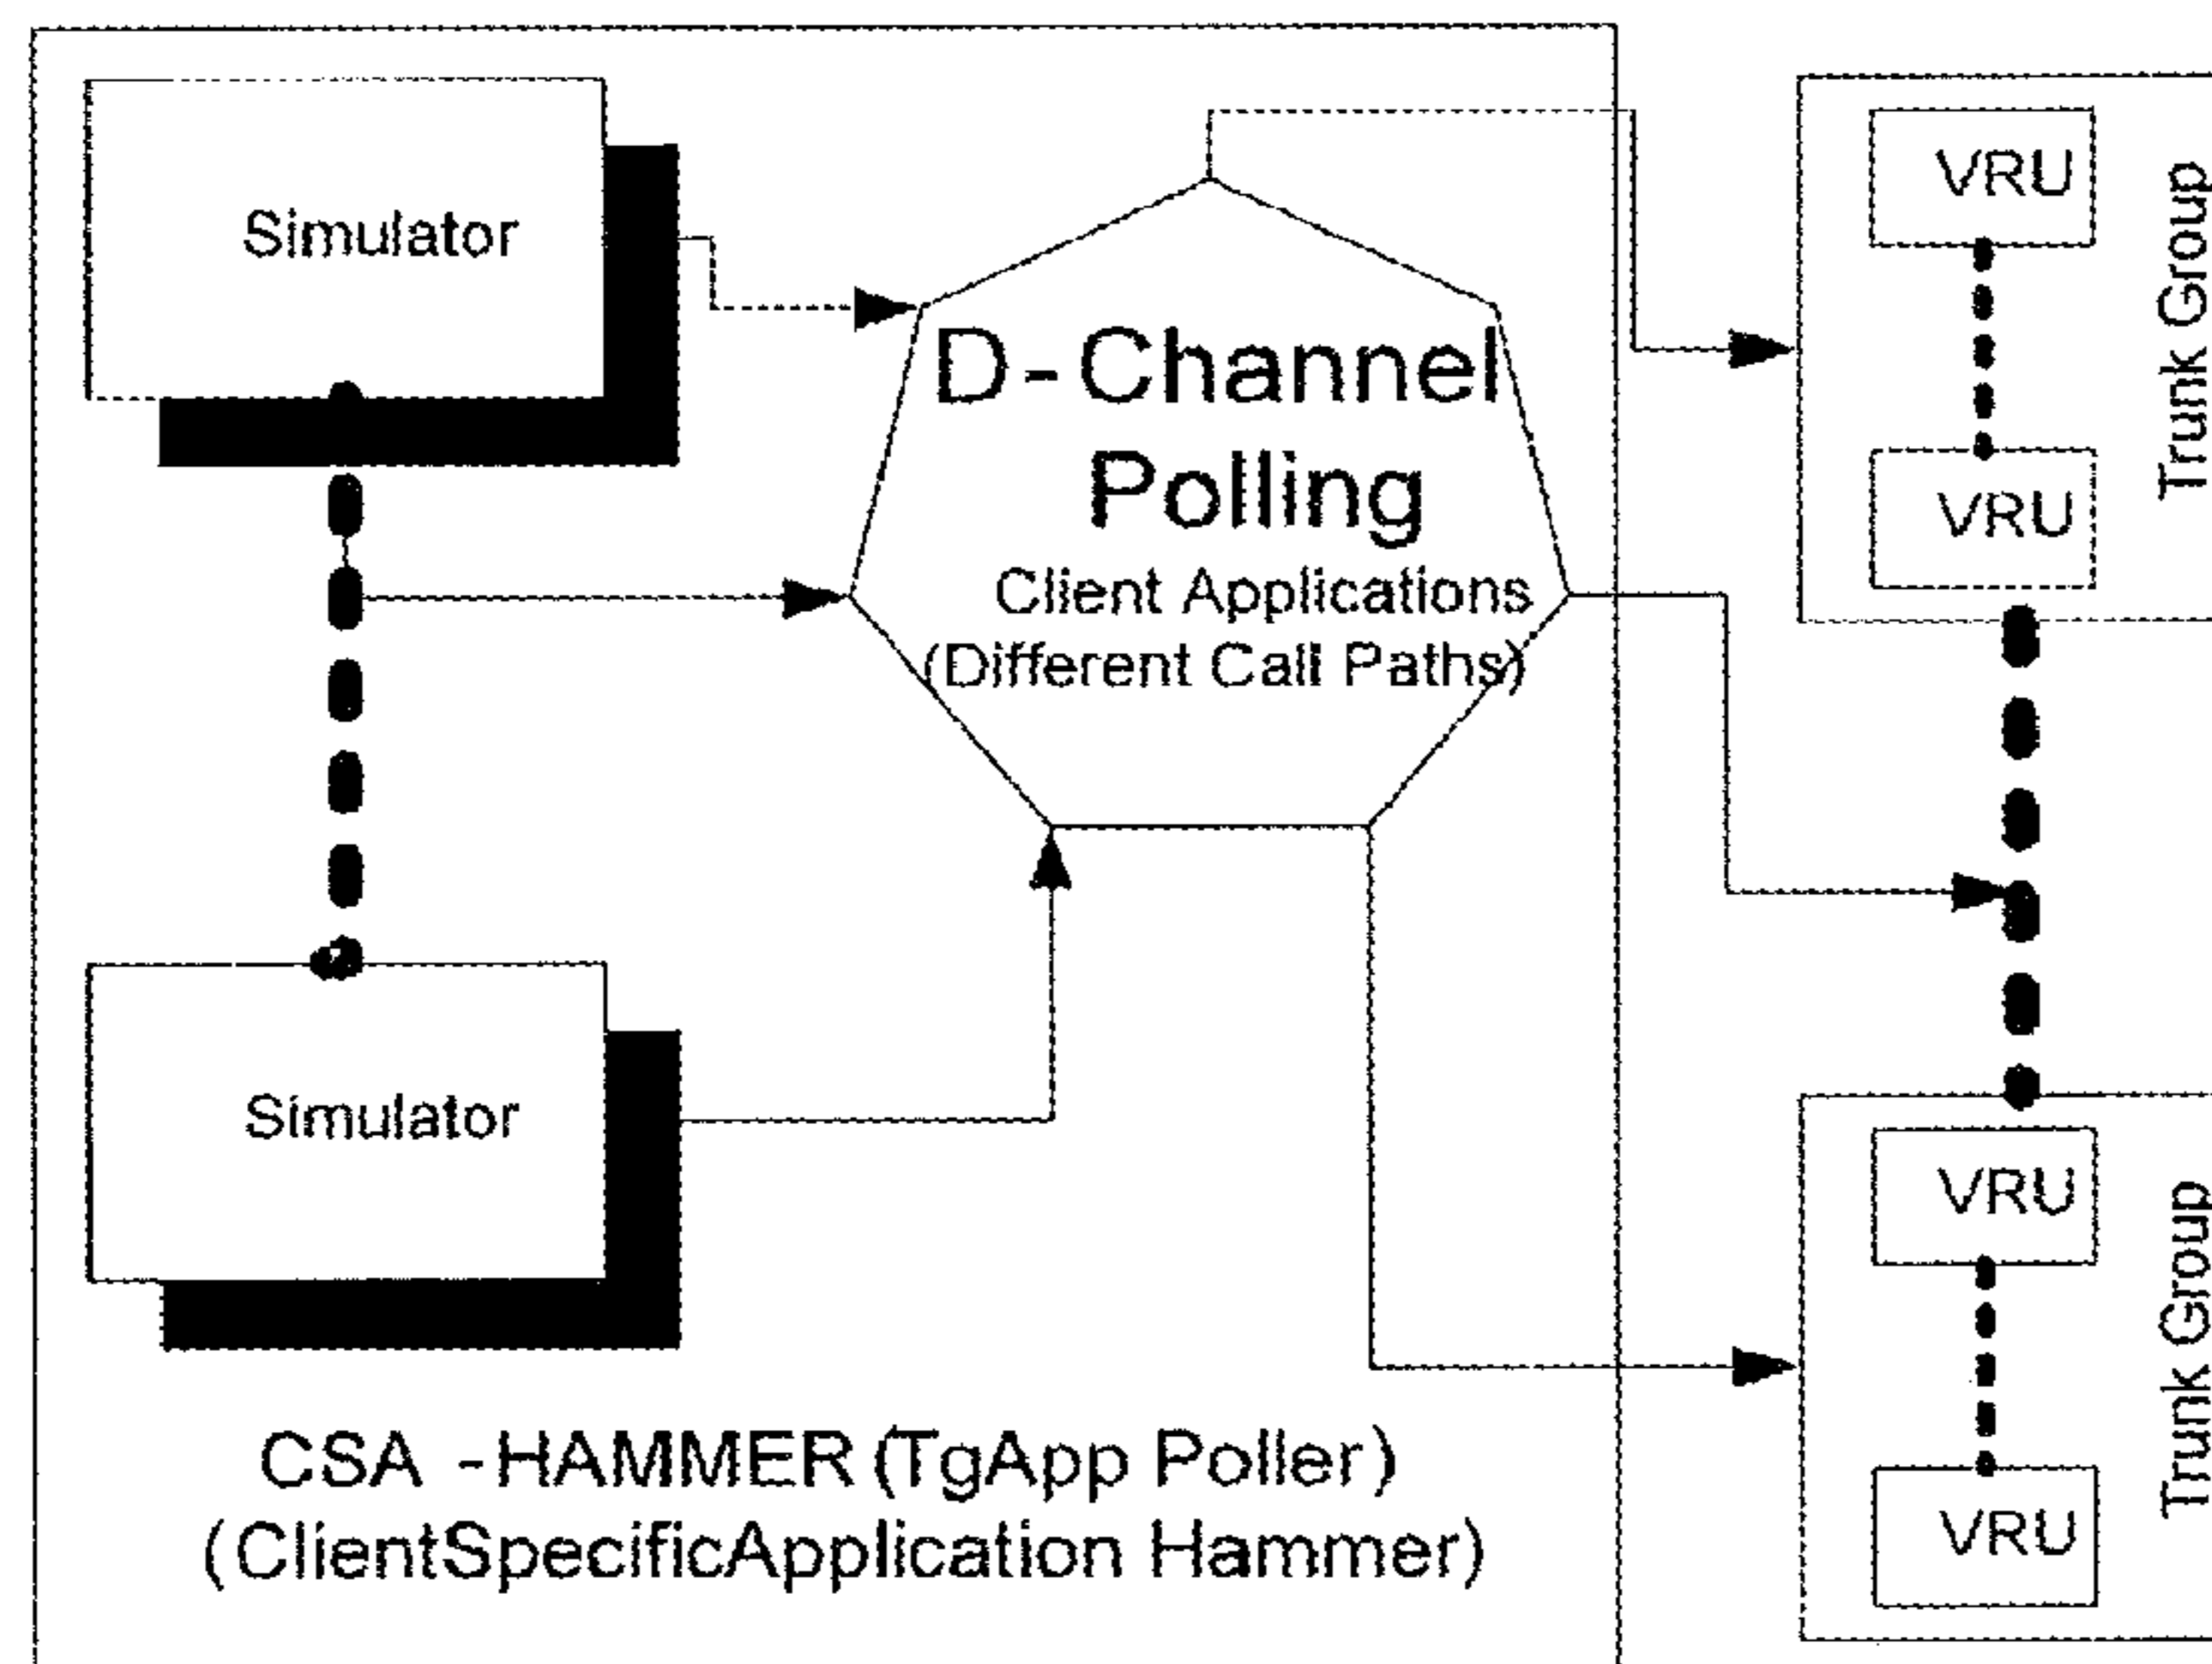 Simulator
D-Channel
Polling
Client Applications
(Different Call Paths)
Simulator
CSA -HAMMER (TgApp Poller)
(ClientSpecificApplication Hammer)
VRU
VRU
Trunk Group
VRU
VRU
Trunk Group